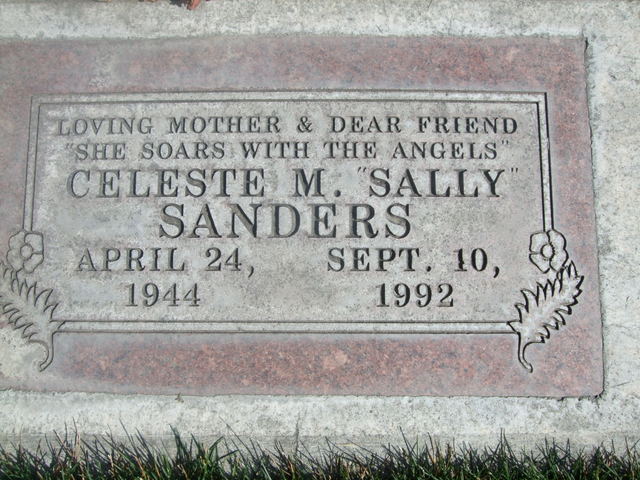 LOVING MOTHER & DEAR FRIEND
"SHE SOARS WITH THE ANGELS"
CELESTE M. "SALLY"
SANDERS
APRIL 24, SEPT. 10,
1944 1992